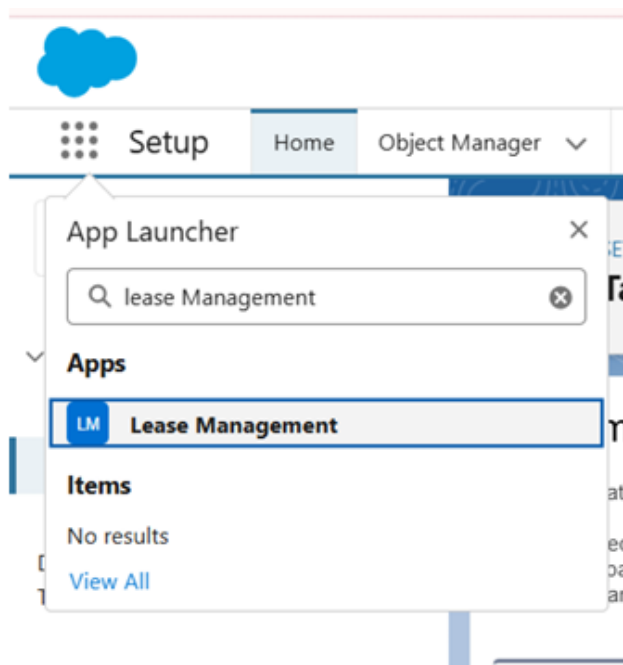 Setup
Home
Object Manager
App Launcher
lease Management
Apps
LM
Lease Management
Items
No results
View All